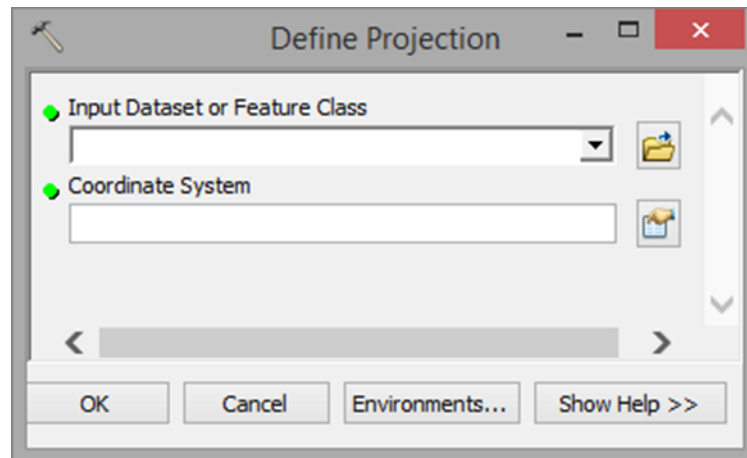 Define Projection
Input Dataset or Feature Class
Coordinate System
OK Cancel Environments... Show Help >>